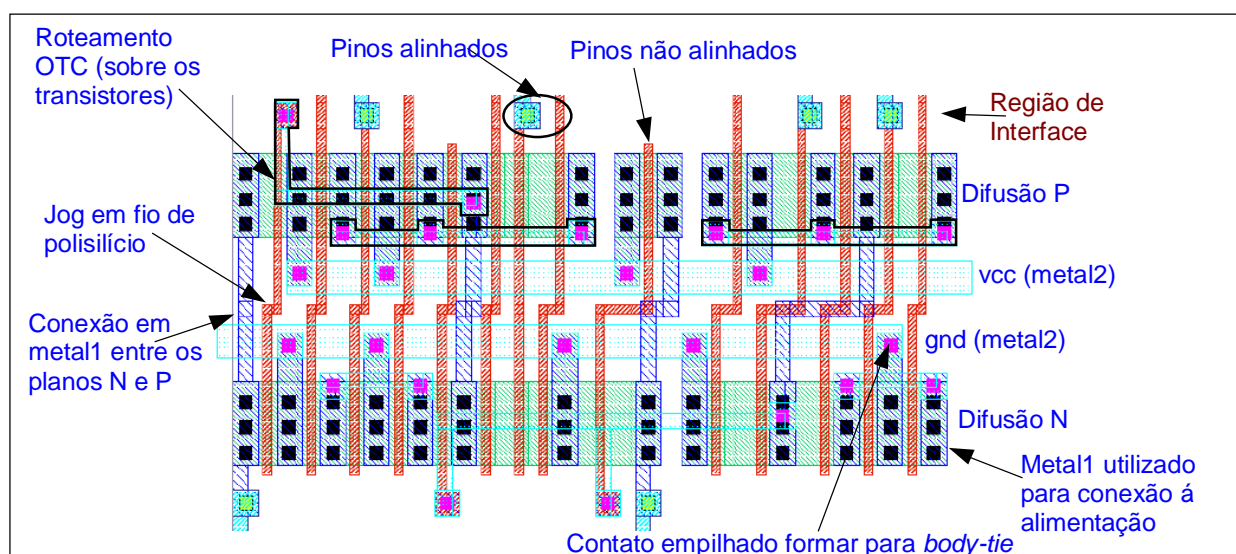 Roteamento
OTC (sobre os
transistores)
Pinos alinhados
Pinos não alinhados
Região de
Interface
Difusão P
Jog em fio de
polisilício
vcc (metal2)
Conexão em
metal1 entre os
planos N e P
gnd (metal2)
Difusão N
Metal1 utilizado
para conexão á
alimentação
Contato empilhado formar para body-tie